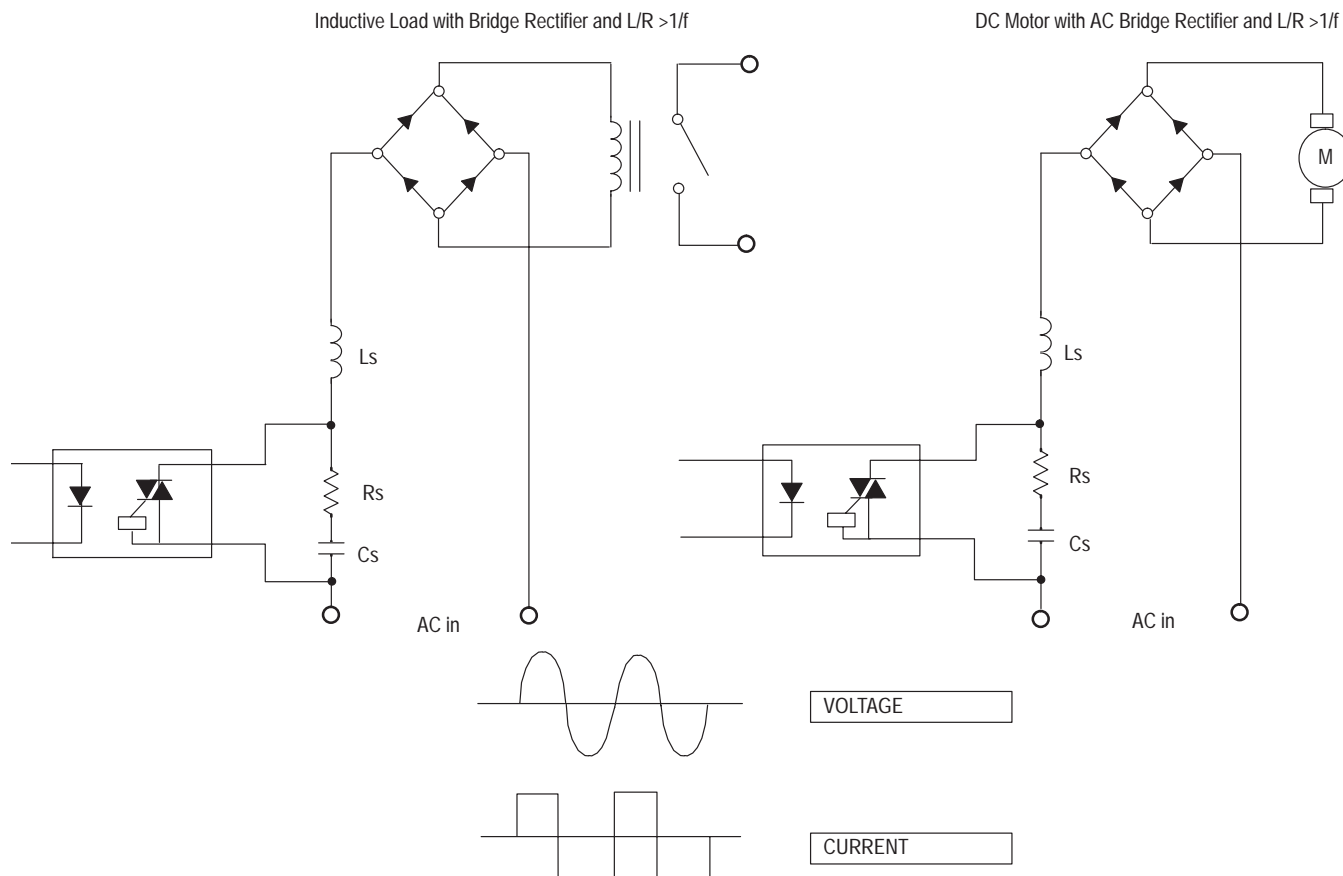 Inductive Load with Bridge Rectifier and L/R >1/f
DC Motor with AC Bridge Rectifier and L/R >1/f
M
Ls
Ls
Rs
Rs
Cs
Cs
AC in
AC in
VOLTAGE
CURRENT